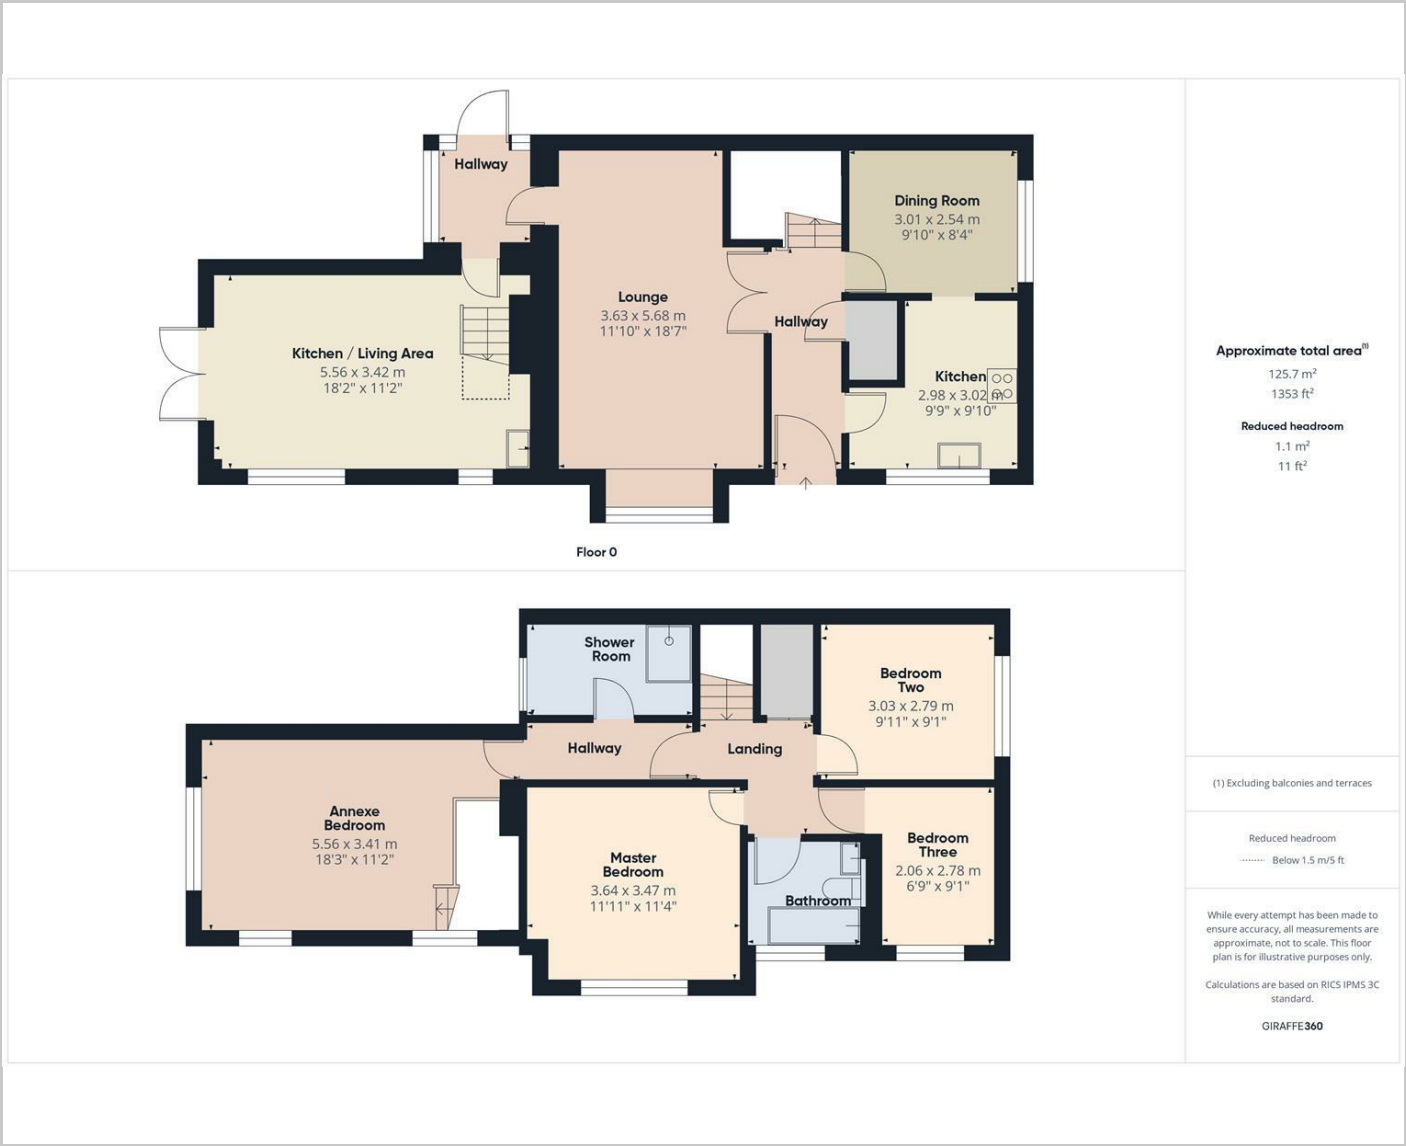 Hallway
Dining Room
3.01 x 2.54 m
9'10" x 8'4"
Lounge
3.63 x 5.68 m
11'10" x 18'7"
Hallway
Kitchen / Living Area
5.56 x 3.42 m
18'2" x 11'2"
Kitchen
2.98 x 3.02 m
9'9" x 9'10"
Floor 0
Shower
Room
Bedroom
Two
3.03 x 2.79 m
9'11" x 9'1"
Hallway
Landing
Annexe
Bedroom
5.56 x 3.41 m
18'3" x 11'2"
Master
Bedroom
3.64 x 3.47 m
11'11" x 11'4"
Bedroom
Three
2.06 x 2.78 m
6'9" x 9'1"
Bathroom
Approximate total area(1)
125.7 m²
1353 ft²
Reduced headroom
1.1 m²
11 ft²
(1) Excluding balconies and terraces
Reduced headroom
Below 1.5 m/5 ft
While every attempt has been made to
ensure accuracy, all measurements are
approximate, not to scale. This floor
plan is for illustrative purposes only.
Calculations are based on RICS IPMS 3C
standard.
GIRAFFE360